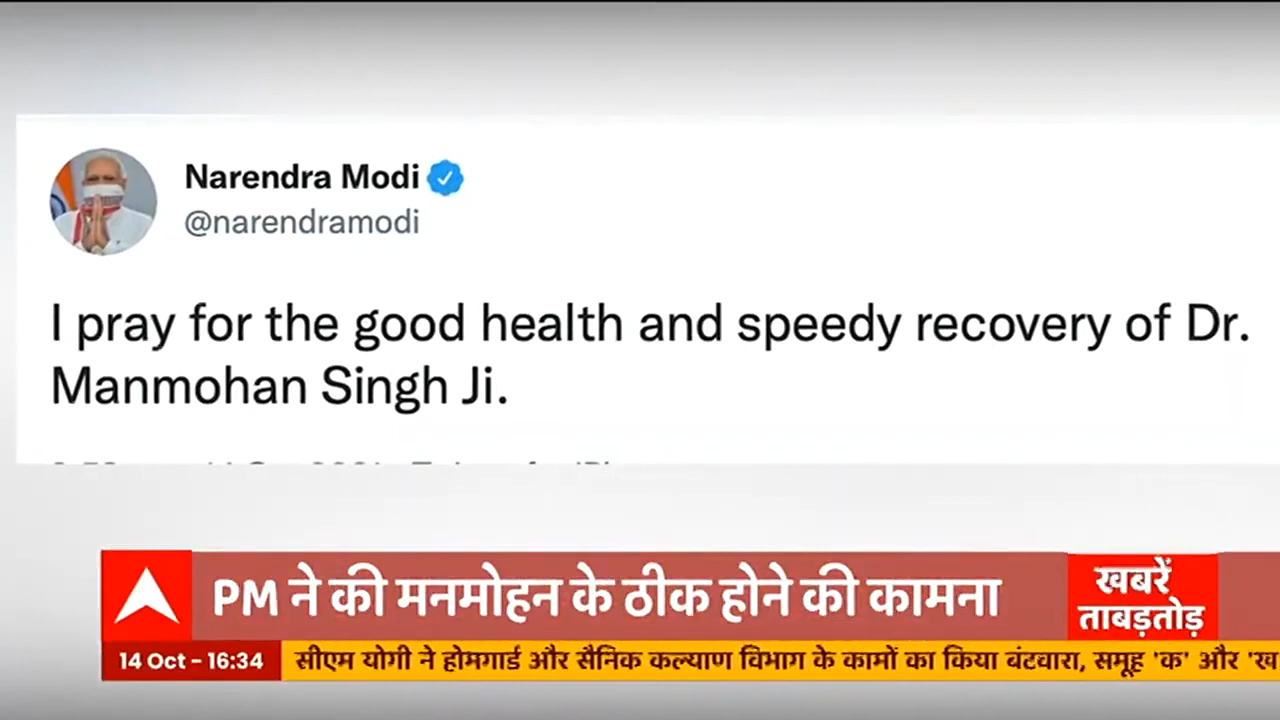 Narendra Modi
@narendramodi
I pray for the good health and speedy recovery of Dr.
Manmohan Singh Ji.
PM ने की मनमोहन के ठीक होने की कामना
खबरें
ताबड़तोड़
14 Oct - 16:34
सीएम योगी ने होमगार्ड और सैनिक कल्याण विभाग के कामों का किया बंटवारा, समूह 'क' और 'ख